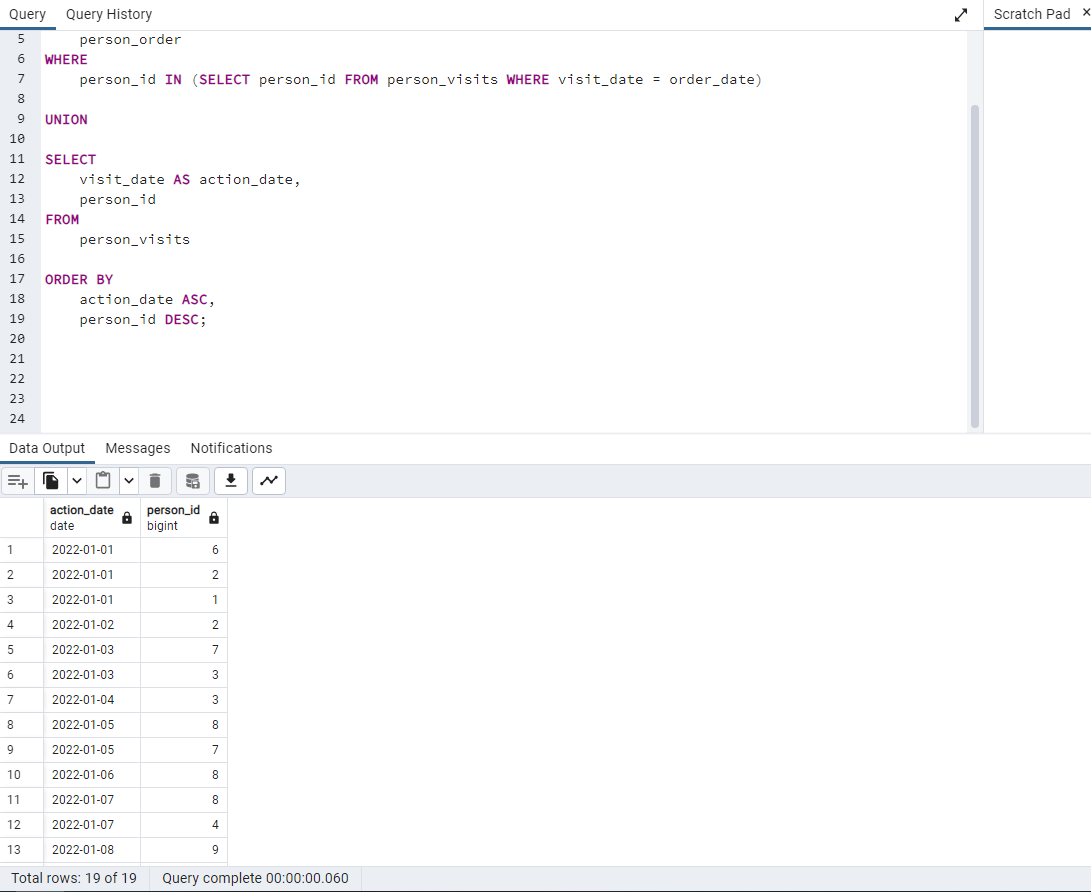 Query Query History Scratch Pad ×
5 person_order
6 WHERE
7 person_id IN (SELECT person_id FROM person_visits WHERE visit_date = order_date)
8
9 UNION
10
11 SELECT
12 visit_date AS action_date,
13 person_id
14 FROM
15 person_visits
16
17 ORDER BY
18 action_date ASC,
19 person_id DESC;
20
21
22
23
24
Data Output Messages Notifications
action_date person_id
date bigint
1 2022-01-01 6
2 2022-01-01 2
3 2022-01-01 1
4 2022-01-02 2
5 2022-01-03 7
6 2022-01-03 3
7 2022-01-04 3
8 2022-01-05 8
9 2022-01-05 7
10 2022-01-06 8
11 2022-01-07 8
12 2022-01-07 4
13 2022-01-08 9
Total rows: 19 of 19 Query complete 00:00:00.060